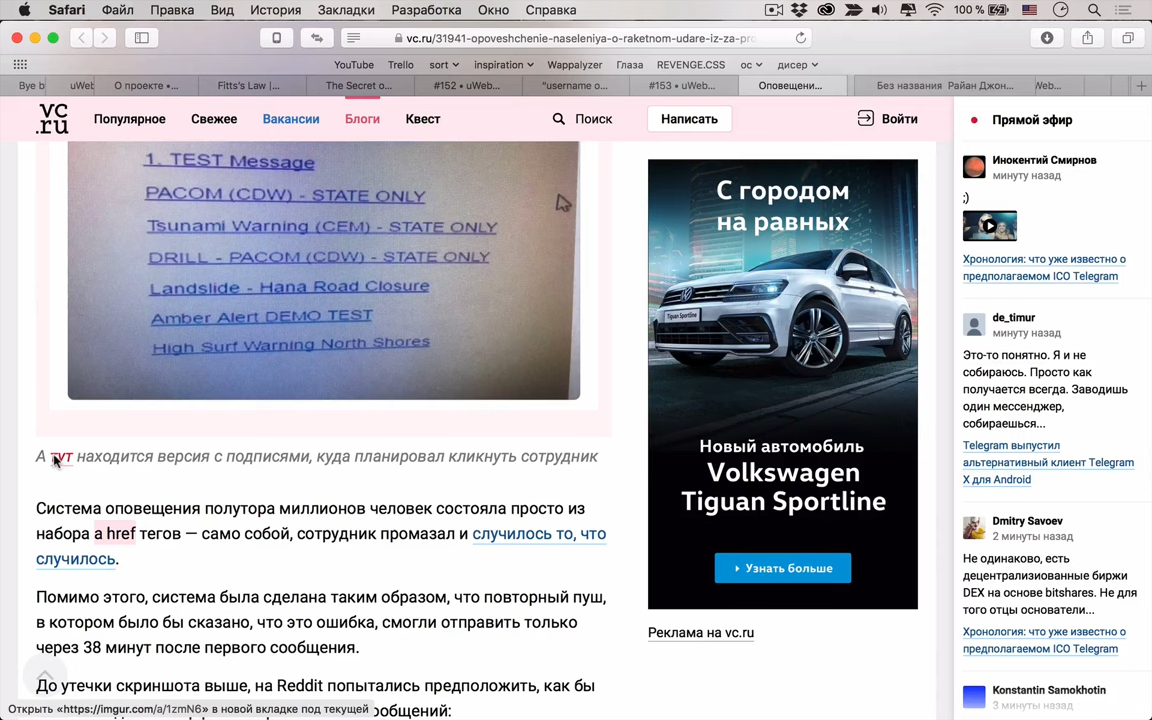 Safari Файл Правка Вид История Закладки Разработка Окно Справка 100 %
vc.ru/31941-opoveshchenie-naseleniya-o-raketnom-udare-iz-za-pro
YouTube Trello sort inspiration Wappalyzer Глаза REVENGE.CSS ос дисер
Bye b uWeb О проекте •... Fitts's Law |... The Secret o... #152 • uWeb... "username o... #153 • uWeb... Оповещени... Без названия Райан Джон... Web...
vc
.ru
Популярное Свежее Вакансии Блоги Квест Поиск Написать Войти
1. TEST Message
PACOM (CDW) - STATE ONLY
Tsunami Warning (CEM) - STATE ONLY
DRILL - PACOM (CDW) - STATE ONLY
Landslide - Hana Road Closure
Amber Alert DEMO TEST
High Surf Warning North Shores
А тут находится версия с подписями, куда планировал кликнуть сотрудник
Система оповещения полутора миллионов человек состояла просто из
набора a href тегов — само собой, сотрудник промазал и случилось то, что
случилось.
Помимо этого, система была сделана таким образом, что повторный пуш,
в котором было бы сказано, что это ошибка, смогли отправить только
через 38 минут после первого сообщения.
До утечки скриншота выше, на Reddit попытались предположить, как бы
ообщений:
Открыть «https://imgur.com/a/1zmN6» в новой вкладке под текущей
С городом
на равных
Tiguan Sportline
Новый автомобиль
Volkswagen
Tiguan Sportline
Узнать больше
Реклама на vc.ru
Прямой эфир
Инокентий Смирнов
минуту назад
;)
Хронология: что уже известно о
предполагаемом ICO Telegram
de_timur
минуту назад
Это-то понятно. Я и не
собираюсь. Просто как
получается всегда. Заводишь
один мессенджер,
собираешься...
Telegram выпустил
альтернативный клиент Telegram
X для Android
Dmitry Savoev
2 минуты назад
Не одинаково, есть
децентрализованные биржи
DEX на основе bitshares. Не для
того отцы основатели...
Хронология: что уже известно о
предполагаемом ICO Telegram
Konstantin Samokhotin
3 минуты назад